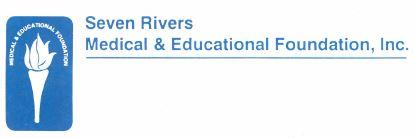 MEDICAL & EDUCATIONAL FOUNDATION
Seven Rivers
Medical & Educational Foundation, Inc.